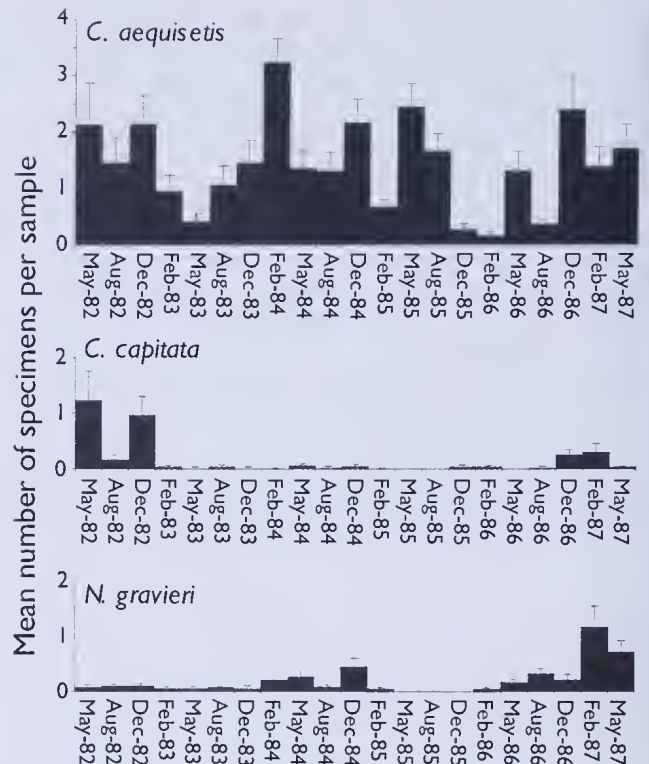 Mean number of specimens per sample
4
C. aequisetis
3
2
1
0
May-82
Aug-82
Dec-82
Feb-83
May-83
Aug-83
Dec-83
Feb-84
May-84
Aug-84
Dec-84
Feb-85
May-85
Aug-85
Dec-85
Feb-86
May-86
Aug-86
Dec-86
Feb-87
May-87
2
C. capitata
1
0
May-82
Aug-82
Dec-82
Feb-83
May-83
Aug-83
Dec-83
Feb-84
May-84
Aug-84
Dec-84
Feb-85
May-85
Aug-85
Dec-85
Feb-86
May-86
Aug-86
Dec-86
Feb-87
May-87
2
N. gravieri
1
0
May-82
Aug-82
Dec-82
Feb-83
May-83
Aug-83
Dec-83
Feb-84
May-84
Aug-84
Dec-84
Feb-85
May-85
Aug-85
Dec-85
Feb-86
May-86
Aug-86
Dec-86
Feb-87
May-87